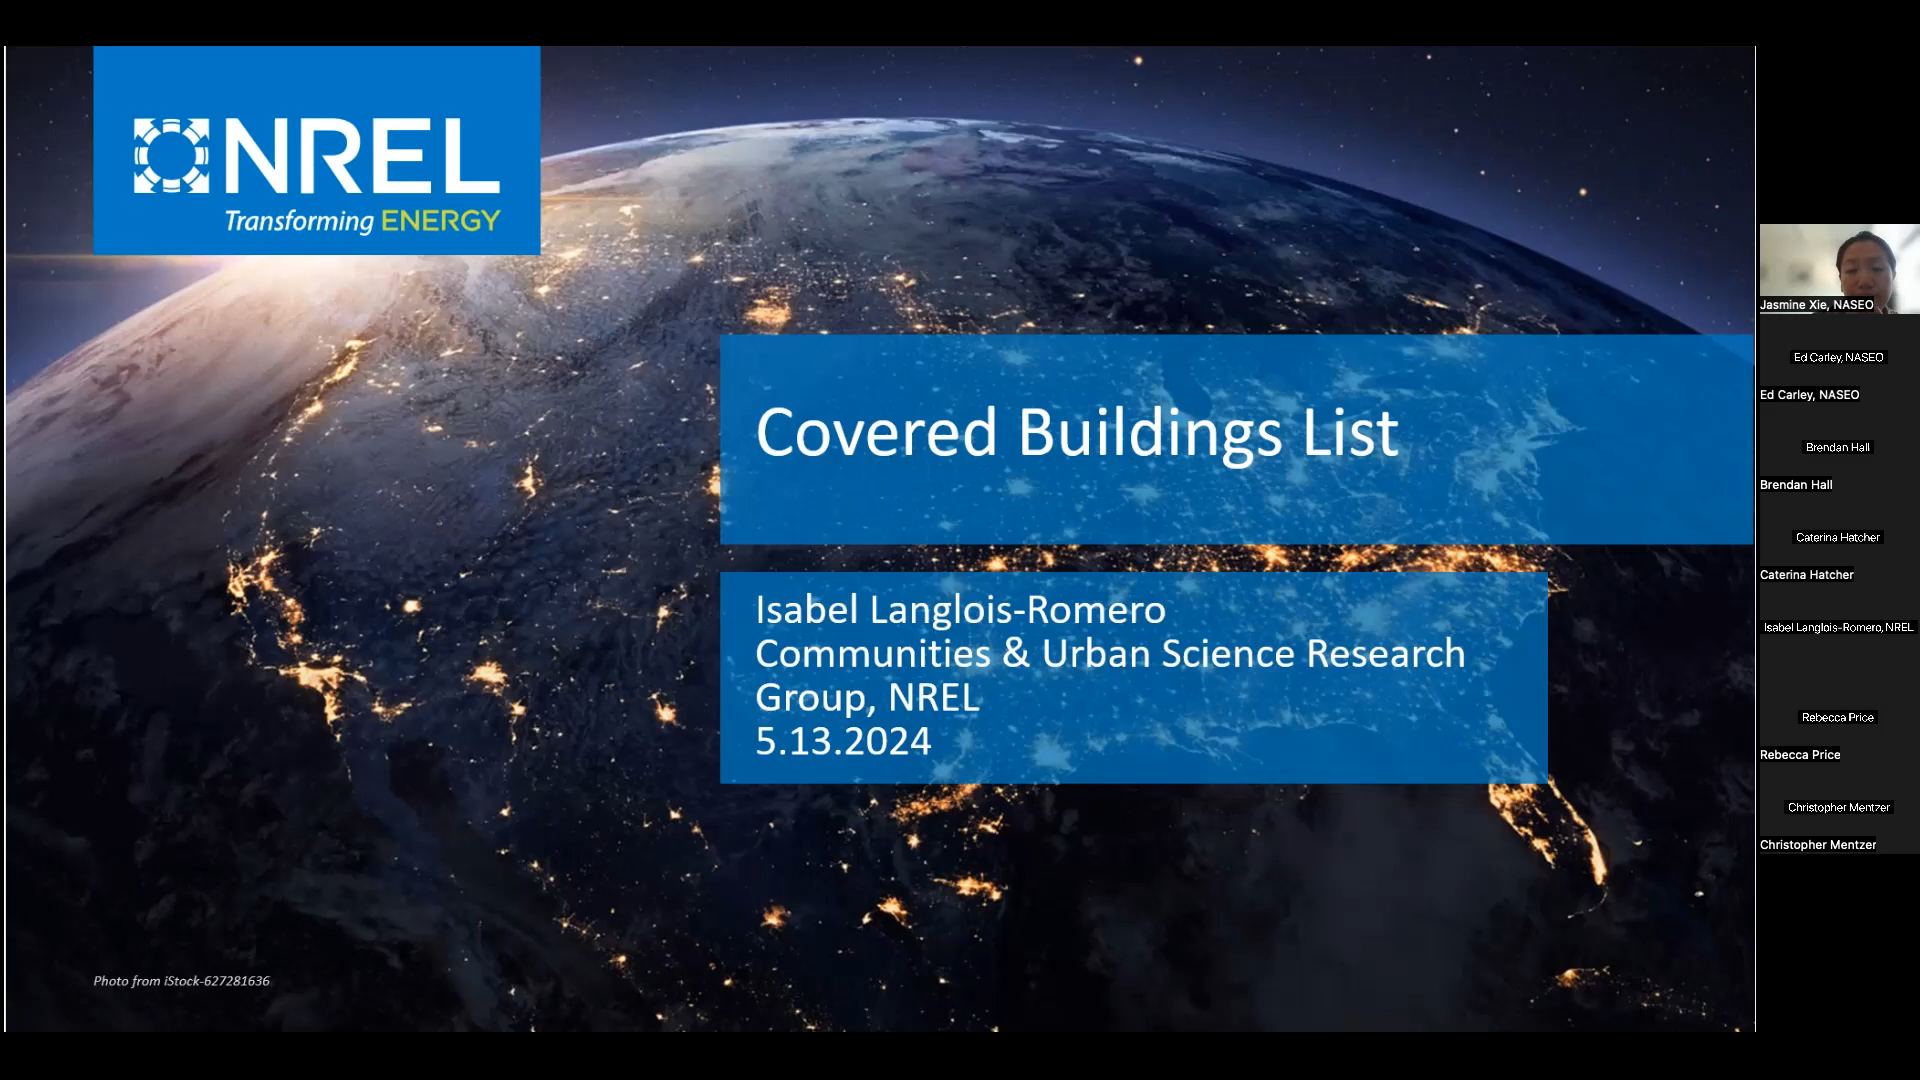 NREL
Transforming ENERGY
Covered Buildings List
Isabel Langlois-Romero
Communities & Urban Science Research
Group, NREL
5.13.2024
Photo from iStock-627281636
Jasmine Xie, NASEO
Ed Carley, NASEO
Ed Carley, NASEO
Brendan Hall
Brendan Hall
Caterina Hatcher
Caterina Hatcher
Isabel Langlois-Romero, NREL
Rebecca Price
Rebecca Price
Christopher Mentzer
Christopher Mentzer